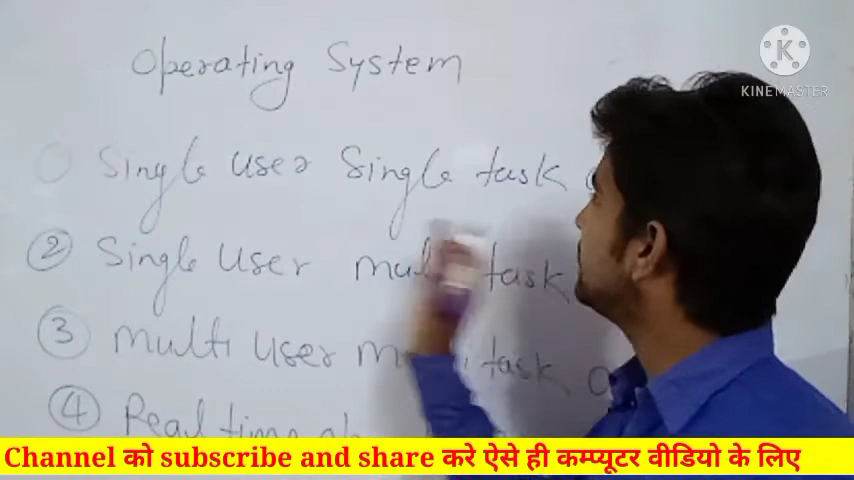 Operating System
KINEMASTER
Single user Single task
② Single User multi task
③ multi user multi task
④ Real time
Channel को subscribe and share करे ऐसे ही कम्प्यूटर वीडियो के लिए